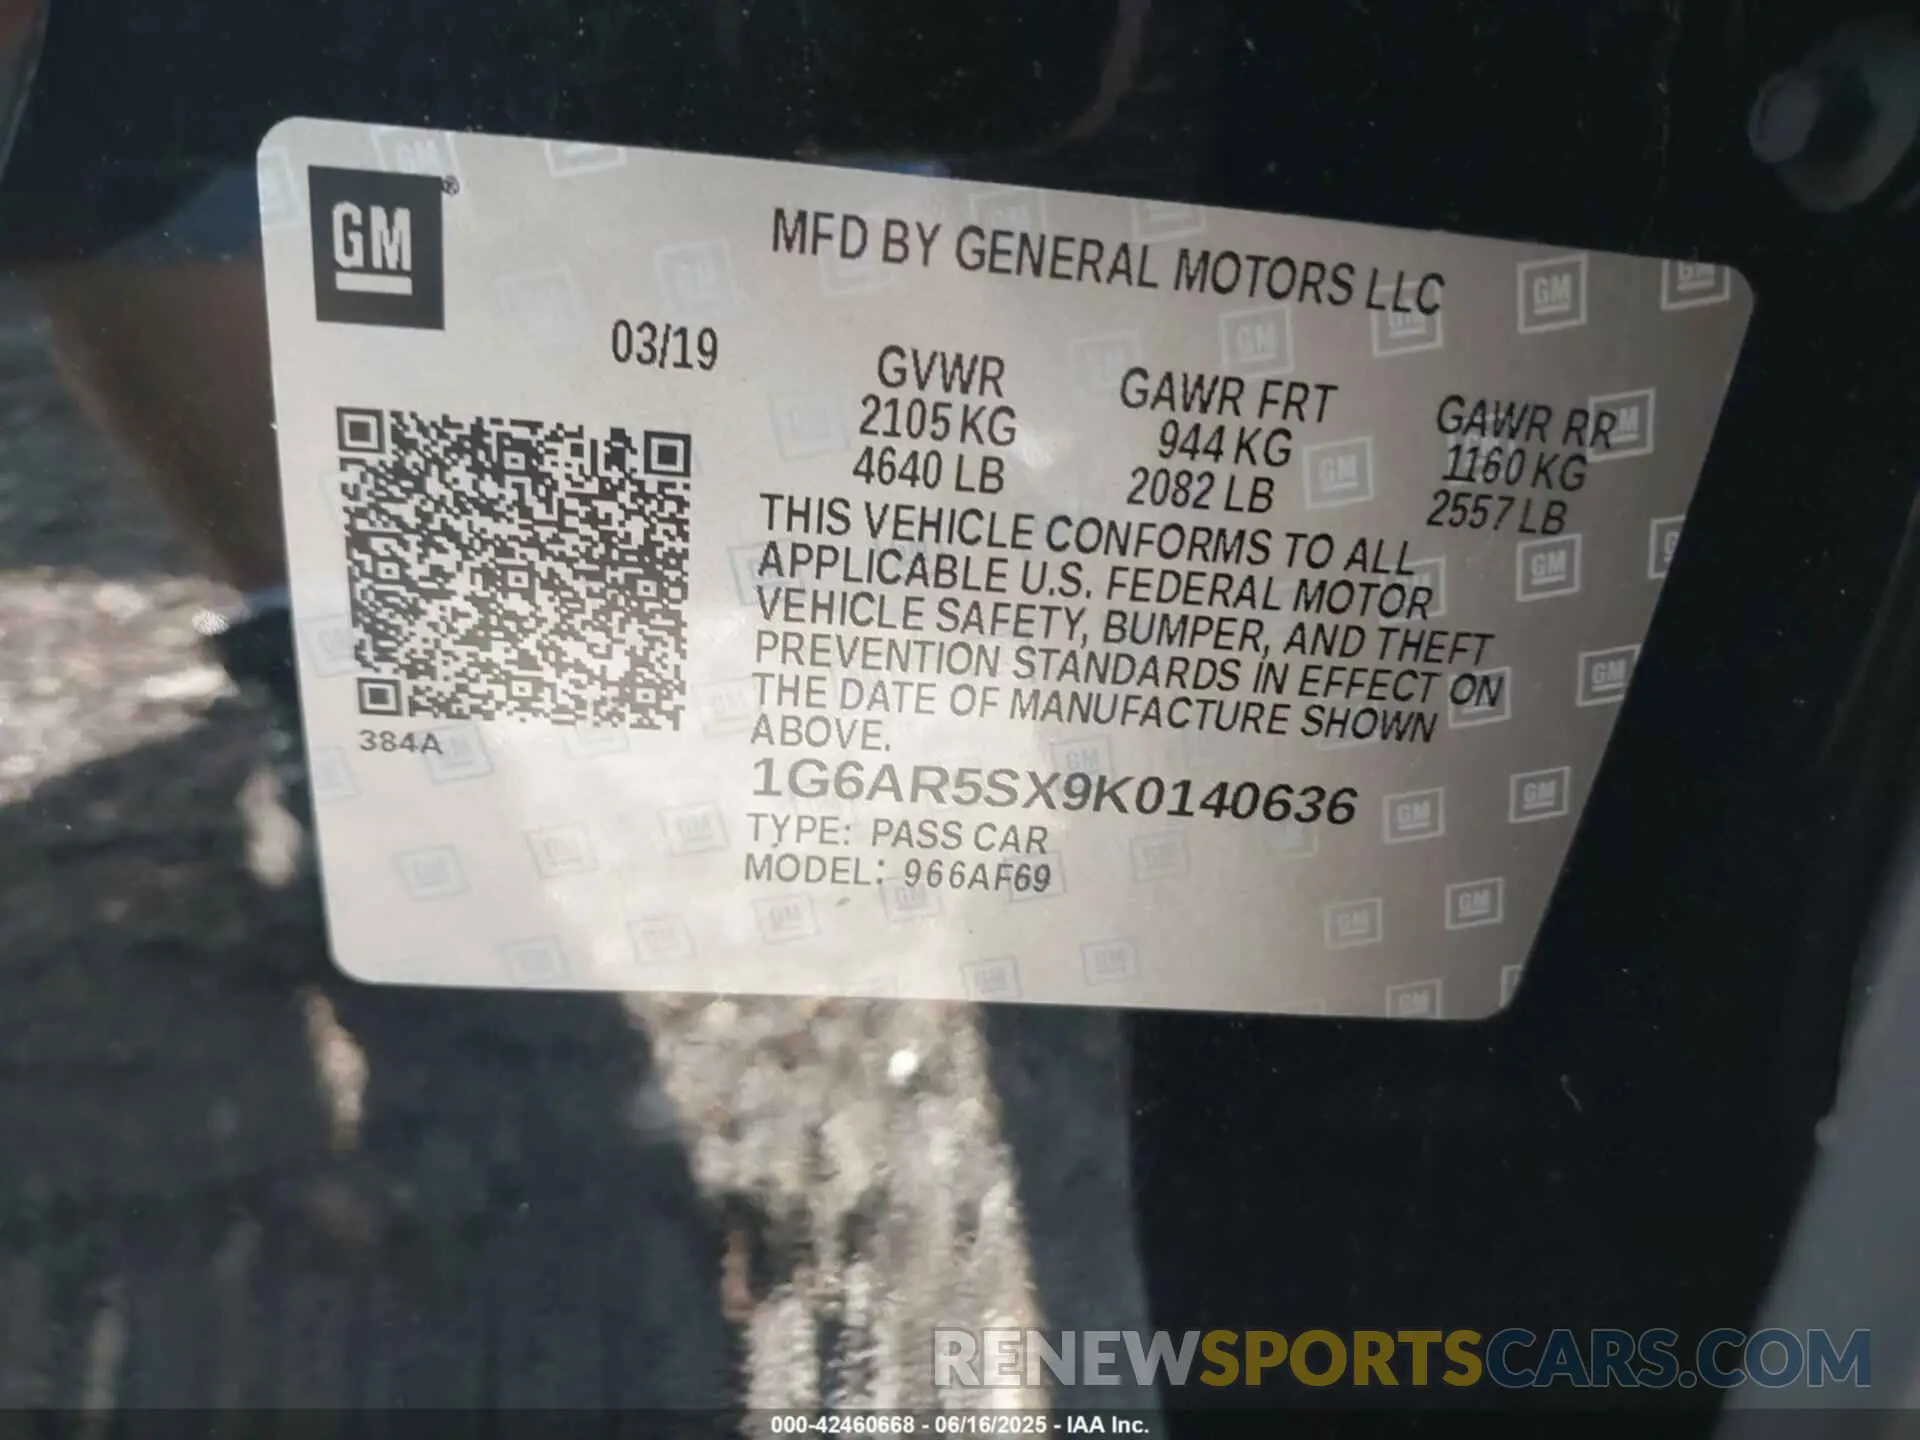 GM®
MFD BY GENERAL MOTORS LLC
03/19
GVWR
2105 KG
4640 LB
GAWR FRT
944 KG
2082 LB
GAWR RR
1160 KG
2557 LB
THIS VEHICLE CONFORMS TO ALL
APPLICABLE U.S. FEDERAL MOTOR
VEHICLE SAFETY, BUMPER, AND THEFT
PREVENTION STANDARDS IN EFFECT ON
THE DATE OF MANUFACTURE SHOWN
ABOVE.
384A
1G6AR5SX9K0140636
TYPE: PASS CAR
MODEL: 966AF69
RENEWSPORTSCARS.COM
000-42460668 - 06/16/2025 - IAA Inc.